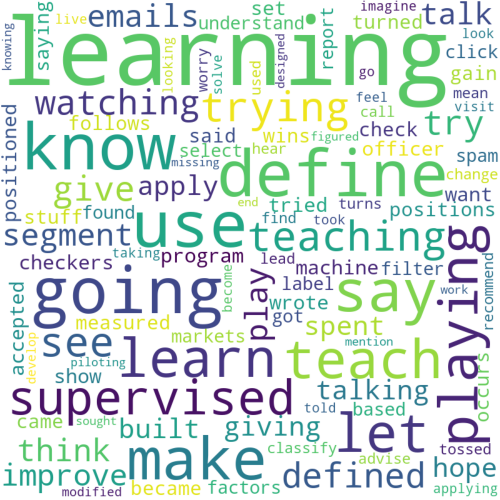 knowing
live
emails
saying
set
understand
report
imagine
turned
talk
look
click
learning
looking
worry
solve
used
designed
go
gain
mean
watching
trying
feel
visit
positioned
follows
said
wins
figured
call
check
try
know
select
hear
missing
officer
spam
change
give
apply
define
stuff
found
use
end
tried
turns
want
find
took
positions
segment
teaching
checkers
taking
program
lead
machine
filter
recommend
going
become
play
label
say
work
playing
accepted
measured
wrote
got
see
markets
spent
develop
learn
teach
show
piloting
mention
occurs
supervised
talking
told
based
let
came
sought
built
giving
tossed
think
make
classify
defined
advise
hope
improve
modified
became
factors
applying